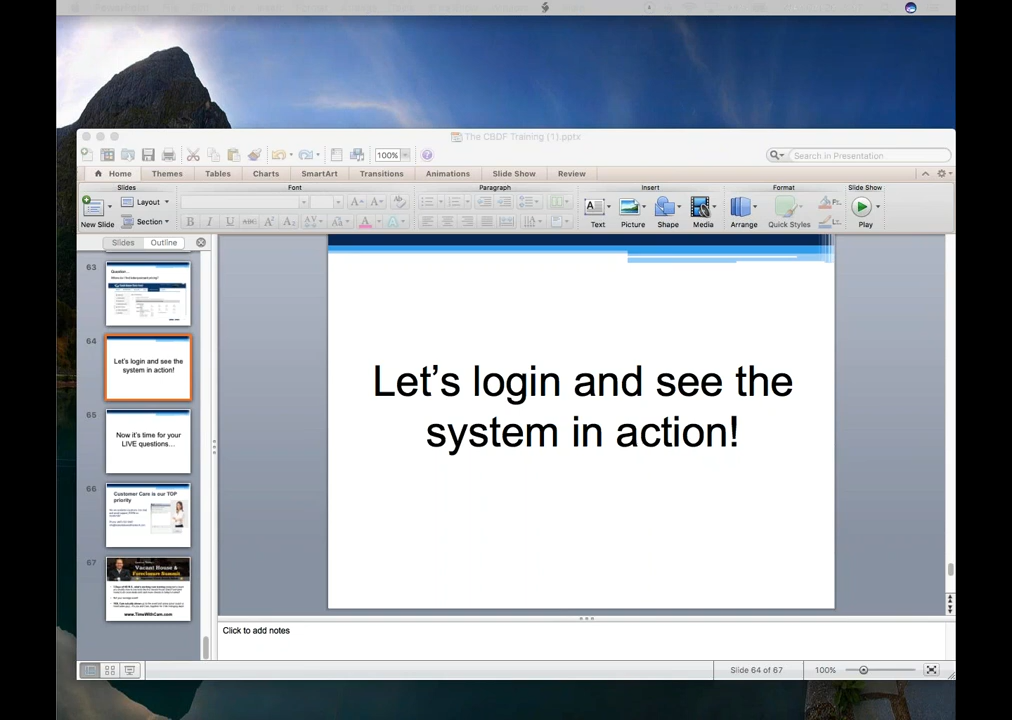 The CBDF Training (1).pptx
100%
Search in Presentation
Home
Themes
Tables
Charts
SmartArt
Transitions
Animations
Slide Show
Review
Slides
Font
Paragraph
Insert
Format
Slide Show
New Slide
Layout
Section
Text
Picture
Shape
Media
Arrange
Quick Styles
Play
Slides
Outline
63
Question...
64
Let's login and see the
system in action!
65
Now it's time for your
LIVE questions...
66
Customer Care is our TOP
priority
67
Vacant House &
Foreclosure Summit
www.TimeWithCam.com
Let's login and see the
system in action!
Click to add notes
Slide 64 of 67
100%